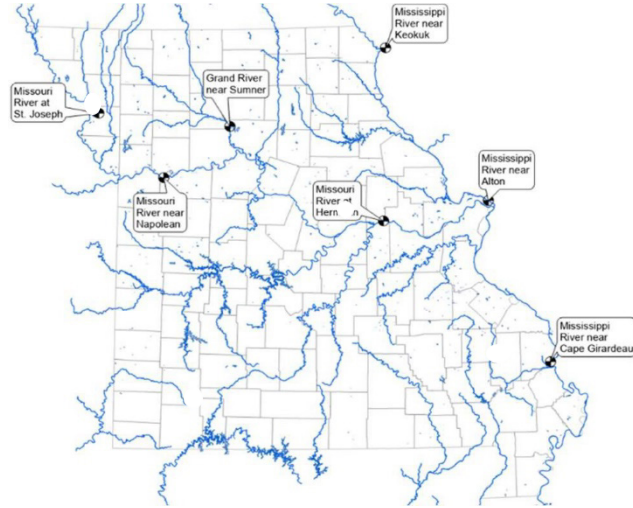 Mississippi
River near
Keokuk
Grand River
near Sumner
Missouri
River at
St. Joseph
Mississippi
River near
Alton
Missouri
River at
Missouri
River near
Napolean
Mississippi
River near
Cape Girardeau